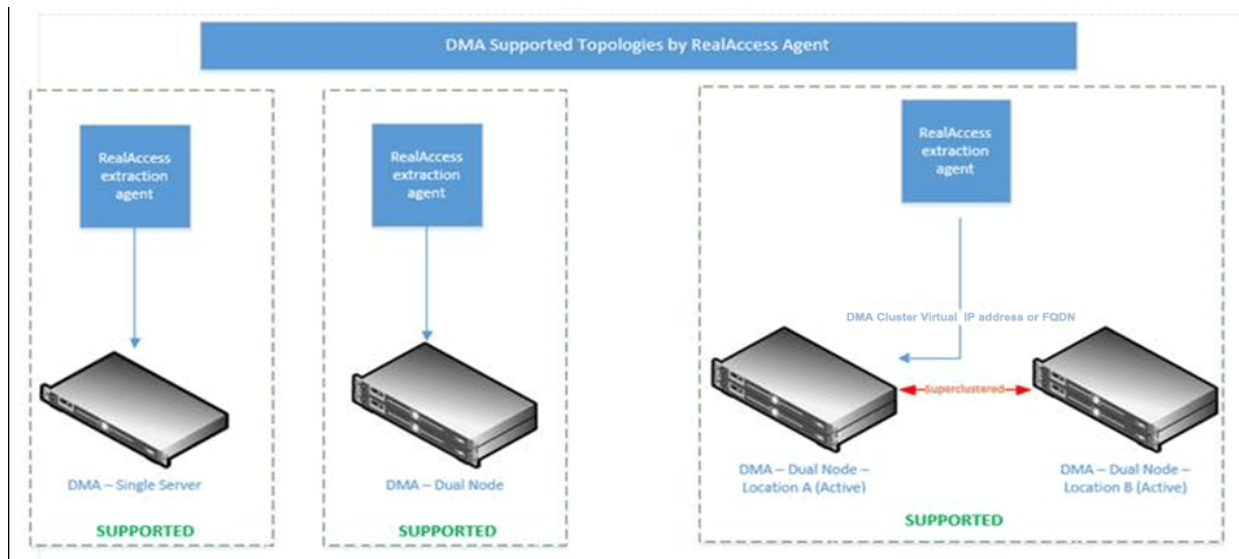 DMA Supported Topologies by RealAccess Agent
RealAccess
extraction
agent
DMA – Single Server
SUPPORTED
RealAccess
extraction
agent
DMA – Dual Node
SUPPORTED
RealAccess
extraction
agent
DMA Cluster Virtual IP address or FQDN
Superclustered
DMA – Dual Node –
Location A (Active)
DMA – Dual Node –
Location B (Active)
SUPPORTED